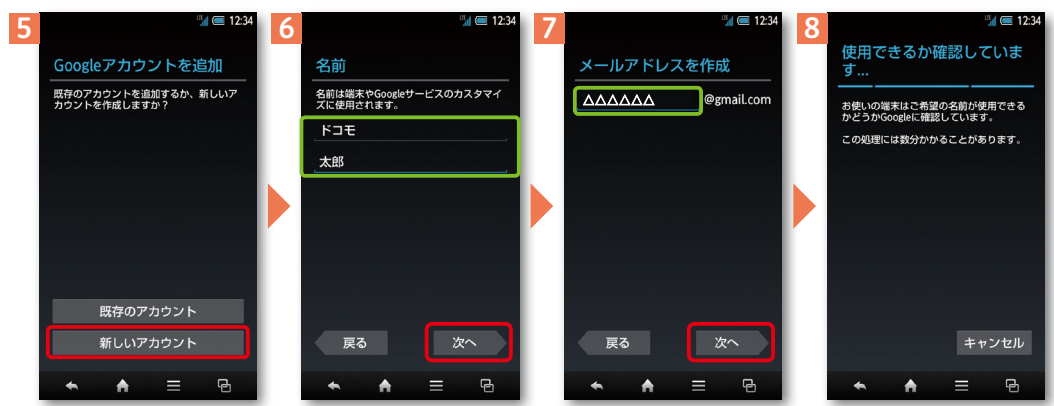 5
LTE 12:34
Googleアカウントを追加
既存のアカウントを追加するか、新しいア
カウントを作成しますか？
既存のアカウント
新しいアカウント
6
LTE 12:34
名前
名前は端末やGoogleサービスのカスタマイ
ズに使用されます。
ドコモ
太郎
戻る
次へ
7
LTE 12:34
メールアドレスを作成
△△△△△△ @gmail.com
戻る
次へ
8
LTE 12:34
使用できるか確認していま
す...
お使いの端末はご希望の名前が使用できる
かどうかGoogleに確認しています。
この処理には数分かかることがあります。
キャンセル